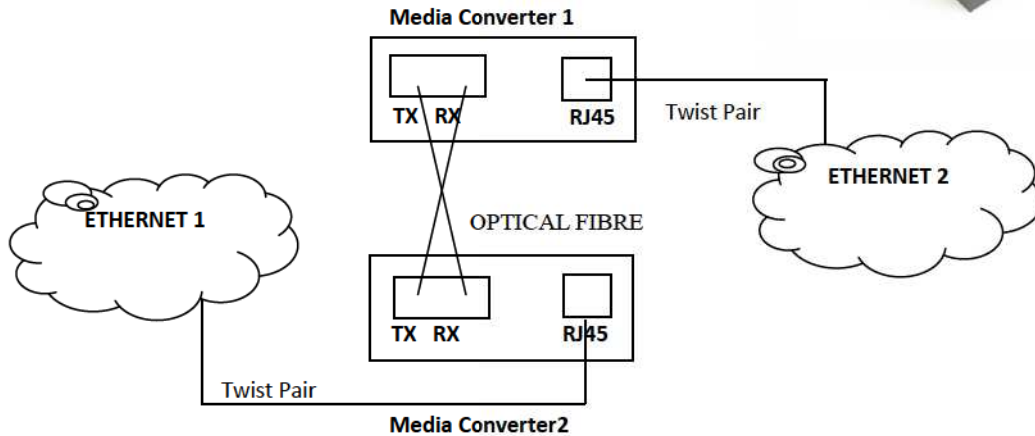 Media Converter 1
TX RX
RJ45
Twist Pair
ETHERNET 2
ETHERNET 1
OPTICAL FIBRE
TX RX
RJ45
Twist Pair
Media Converter2